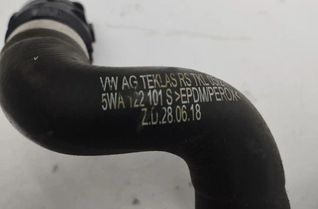 VW AG TEKLAS RS TKL
5WA 122 101 S >EPDM/PEROX
Z.D.28.06.18